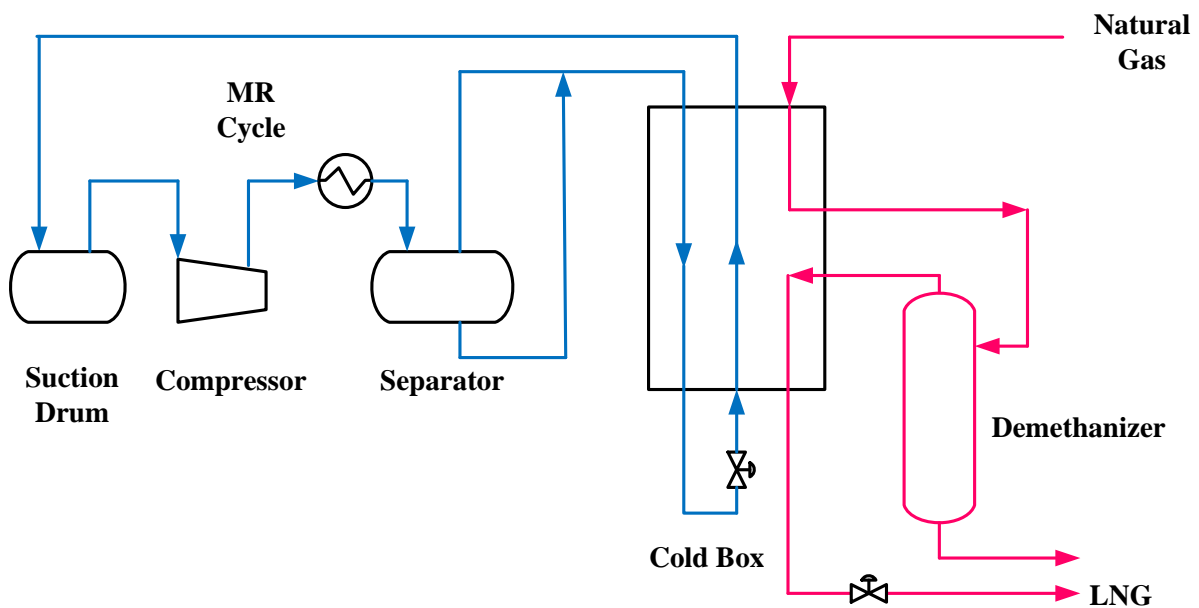 Natural
Gas
MR
Cycle
Suction
Drum
Compressor
Separator
Demethanizer
Cold Box
LNG